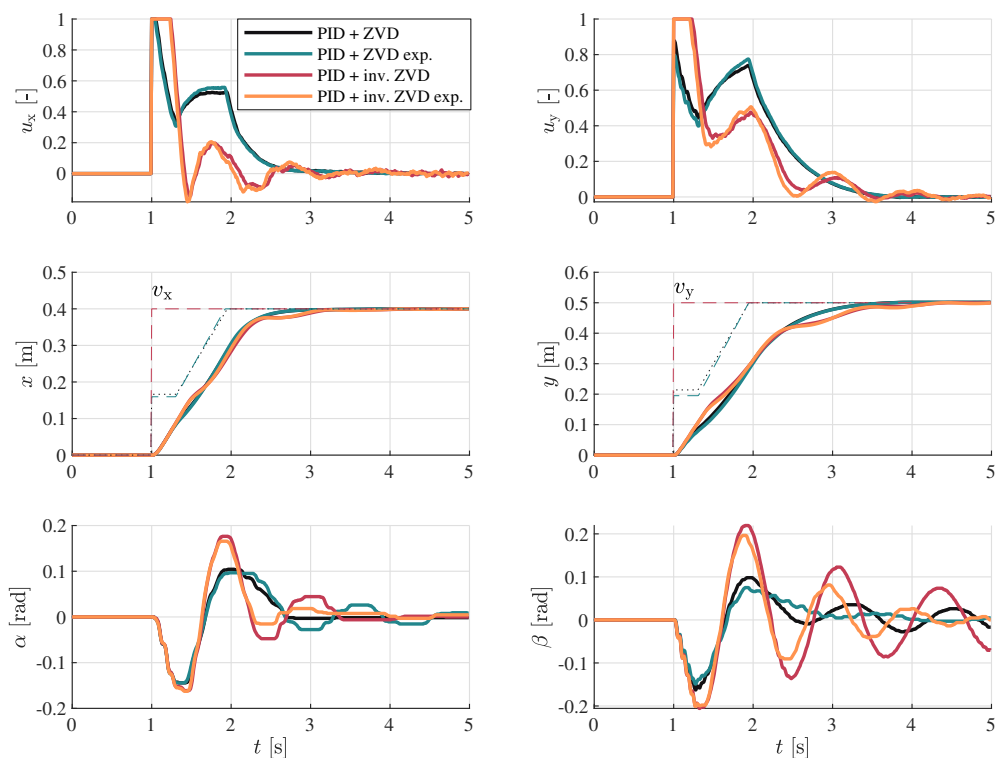 1
0.8
0.6
0.4
0.2
0
u_x [-]
0 1 2 3 4 5
PID + ZVD
PID + ZVD exp.
PID + inv. ZVD
PID + inv. ZVD exp.
1
0.8
0.6
0.4
0.2
0
u_y [-]
0 1 2 3 4 5
0.5
0.4
0.3
0.2
0.1
0
x [m]
v_x
0 1 2 3 4 5
0.6
0.5
0.4
0.3
0.2
0.1
0
y [m]
v_y
0 1 2 3 4 5
0.2
0.1
0
-0.1
-0.2
α [rad]
0 1 2 3 4 5
t [s]
0.2
0.1
0
-0.1
-0.2
β [rad]
0 1 2 3 4 5
t [s]